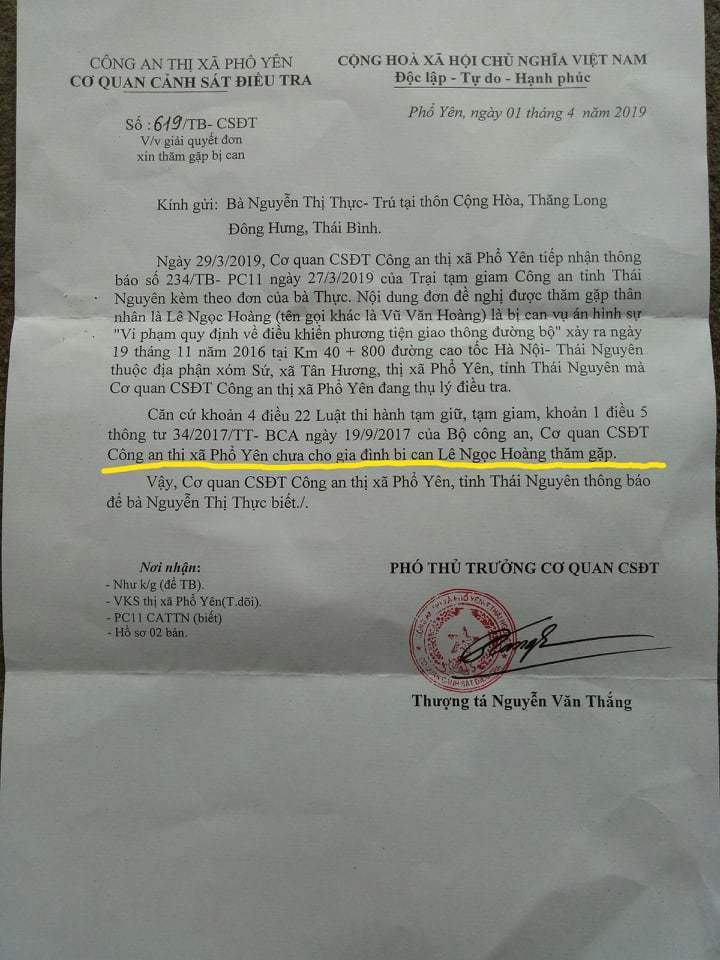 CÔNG AN THỊ XÃ PHỔ YÊN
CƠ QUAN CẢNH SÁT ĐIỀU TRA
CỘNG HOÀ XÃ HỘI CHỦ NGHĨA VIỆT NAM
Độc lập - Tự do - Hạnh phúc
Số : 619/TB- CSĐT
V/v giải quyết đơn
xin thăm gặp bị can
Phổ Yên, ngày 01 tháng 4 năm 2019
Kính gửi: Bà Nguyễn Thị Thực- Trú tại thôn Cộng Hòa, Thăng Long
Đông Hưng, Thái Bình.
Ngày 29/3/2019, Cơ quan CSĐT Công an thị xã Phổ Yên tiếp nhận thông
báo số 234/TB- PC11 ngày 27/3/2019 của Trại tạm giam Công an tỉnh Thái
Nguyên kèm theo đơn của bà Thực. Nội dung đơn đề nghị được thăm gặp thân
nhân là Lê Ngọc Hoàng (tên gọi khác là Vũ Văn Hoàng) là bị can vụ án hình sự
"Vi phạm quy định về điều khiển phương tiện giao thông đường bộ" xảy ra ngày
19 tháng 11 năm 2016 tại Km 40 + 800 đường cao tốc Hà Nội- Thái Nguyên
thuộc địa phận xóm Sứ, xã Tân Hương, thị xã Phổ Yên, tỉnh Thái Nguyên mà
Cơ quan CSĐT Công an thị xã Phổ Yên đang thụ lý điều tra.
Căn cứ khoản 4 điều 22 Luật thi hành tạm giữ, tạm giam, khoản 1 điều 5
thông tư 34/2017/TT- BCA ngày 19/9/2017 của Bộ công an, Cơ quan CSĐT
Công an thị xã Phổ Yên chưa cho gia đình bị can Lê Ngọc Hoàng thăm gặp.
Vậy, Cơ quan CSĐT Công an thị xã Phổ Yên, tỉnh Thái Nguyên thông báo
để bà Nguyễn Thị Thực biết./.
Nơi nhận:
- Như k/g (để TB).
- VKS thị xã Phổ Yên(T.dõi).
- PC11 CATTN (biết)
- Hồ sơ 02 bản.
PHÓ THỦ TRƯỞNG CƠ QUAN CSĐT
Thượng tá Nguyễn Văn Thắng